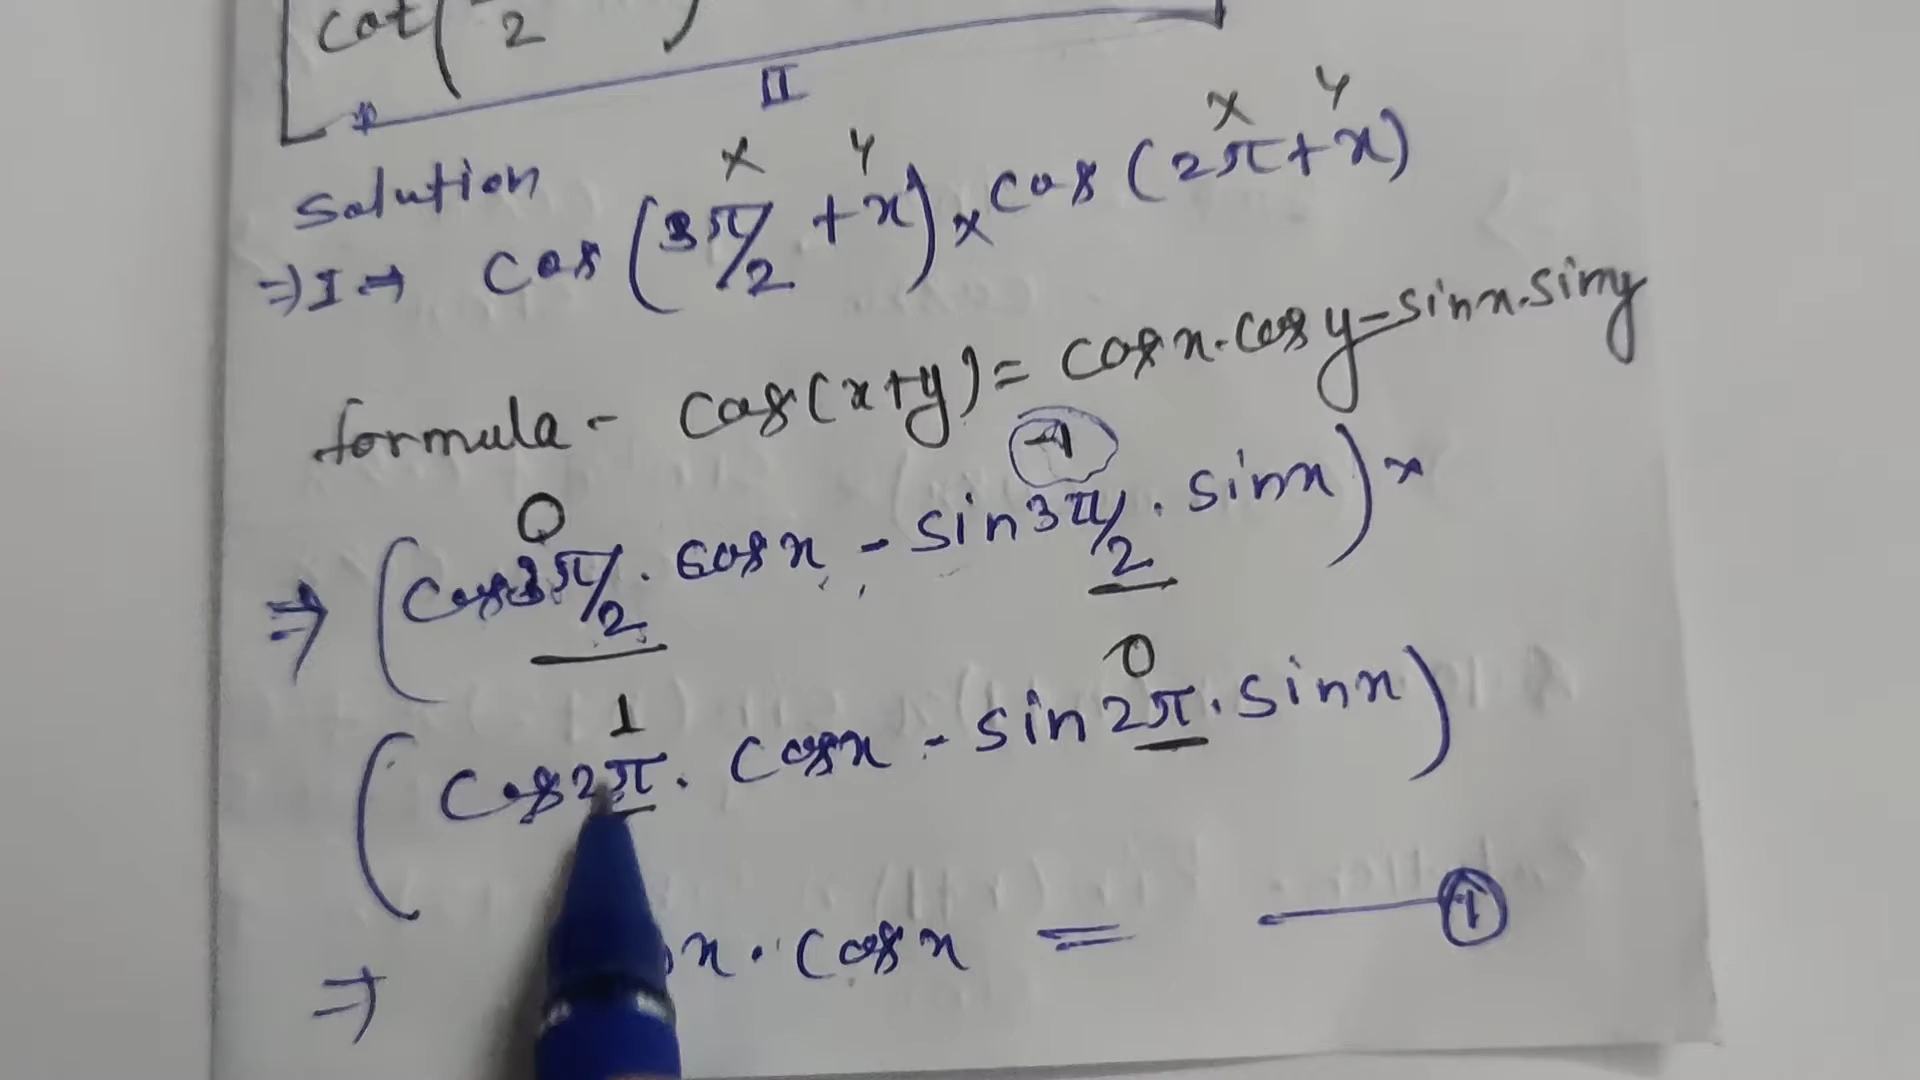 cot( 2 )
II
Solution
x y x y
⇒ I → cos (3π/2 + x) x cos (2π + x)
formula - cos(x+y) = cosx.cosy-sinx.siny
0 -1
⇒ (cos3π/2 . cosx - sin3π/2 . sinx) x
1 0
(cos2π . cosx - sin2π . sinx)
⇒ x . cosx = 1